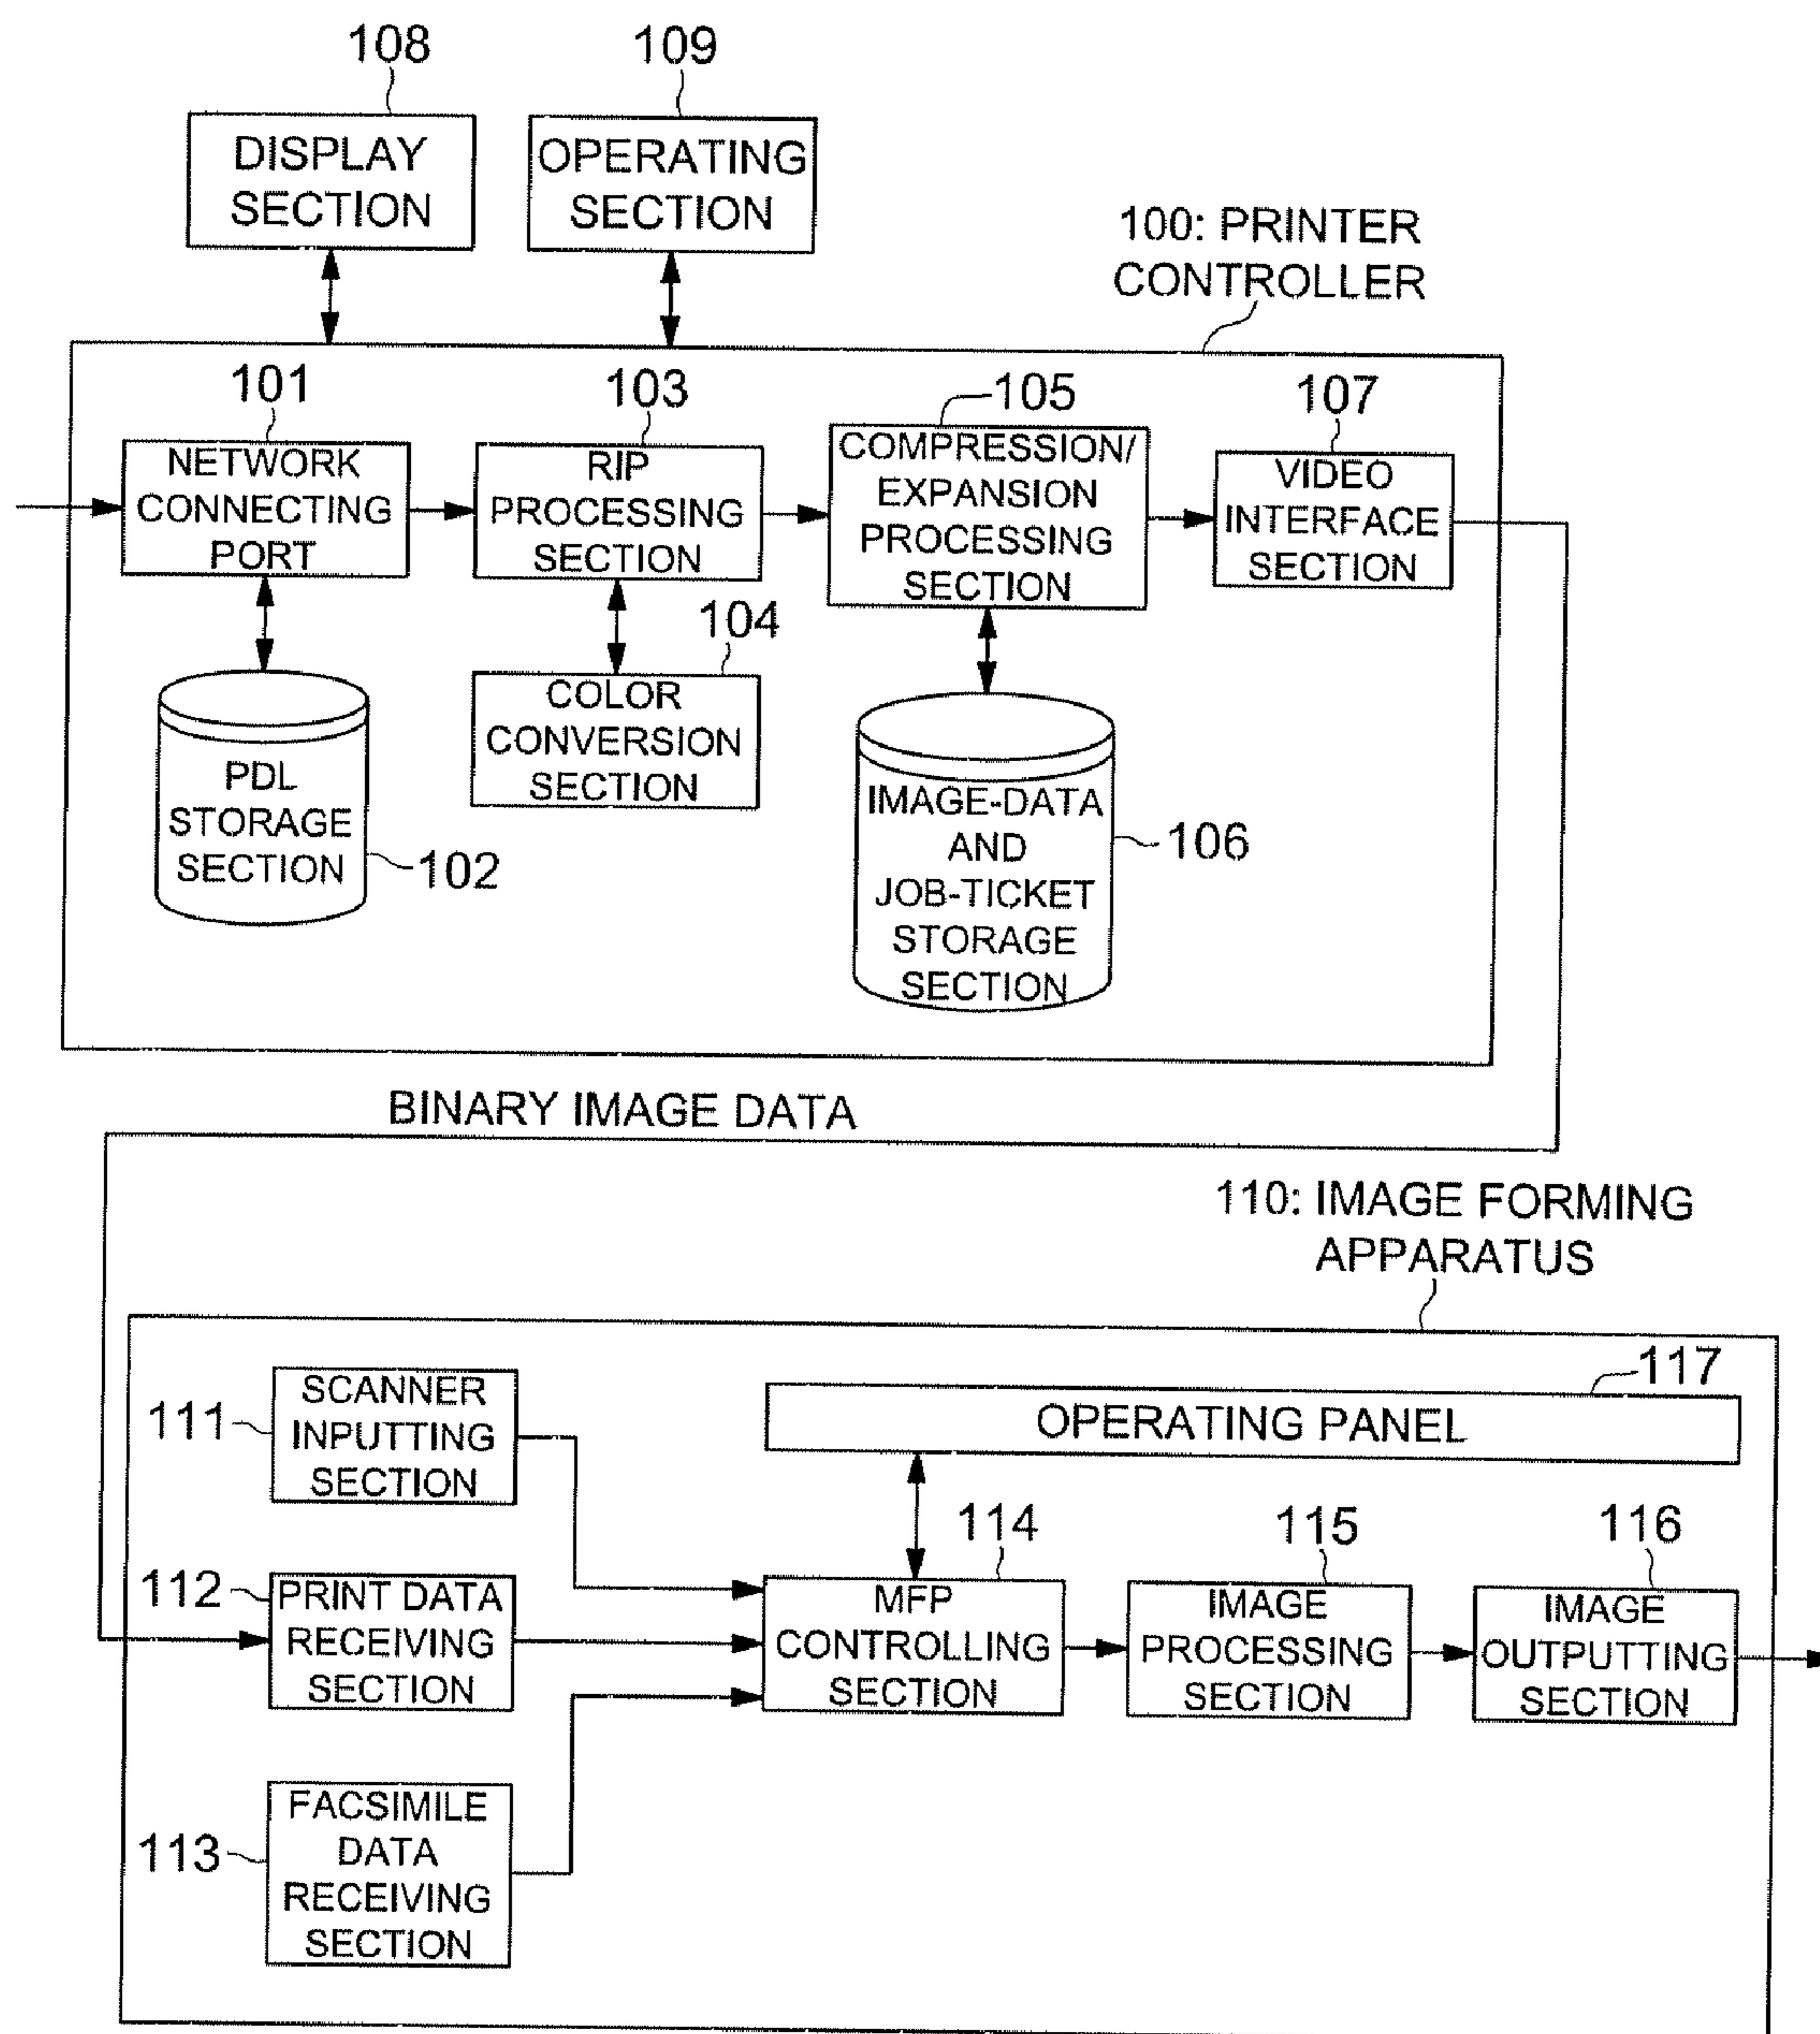 108
109
DISPLAY
SECTION
OPERATING
SECTION
100: PRINTER
CONTROLLER
101
103
105
107
NETWORK
CONNECTING
PORT
RIP
PROCESSING
SECTION
COMPRESSION/
EXPANSION
PROCESSING
SECTION
VIDEO
INTERFACE
SECTION
104
PDL
STORAGE
SECTION
102
COLOR
CONVERSION
SECTION
IMAGE-DATA
AND
JOB-TICKET
STORAGE
SECTION
106
BINARY IMAGE DATA
110: IMAGE FORMING
APPARATUS
117
111
SCANNER
INPUTTING
SECTION
OPERATING PANEL
114
115
116
112
PRINT DATA
RECEIVING
SECTION
MFP
CONTROLLING
SECTION
IMAGE
PROCESSING
SECTION
IMAGE
OUTPUTTING
SECTION
113
FACSIMILE
DATA
RECEIVING
SECTION